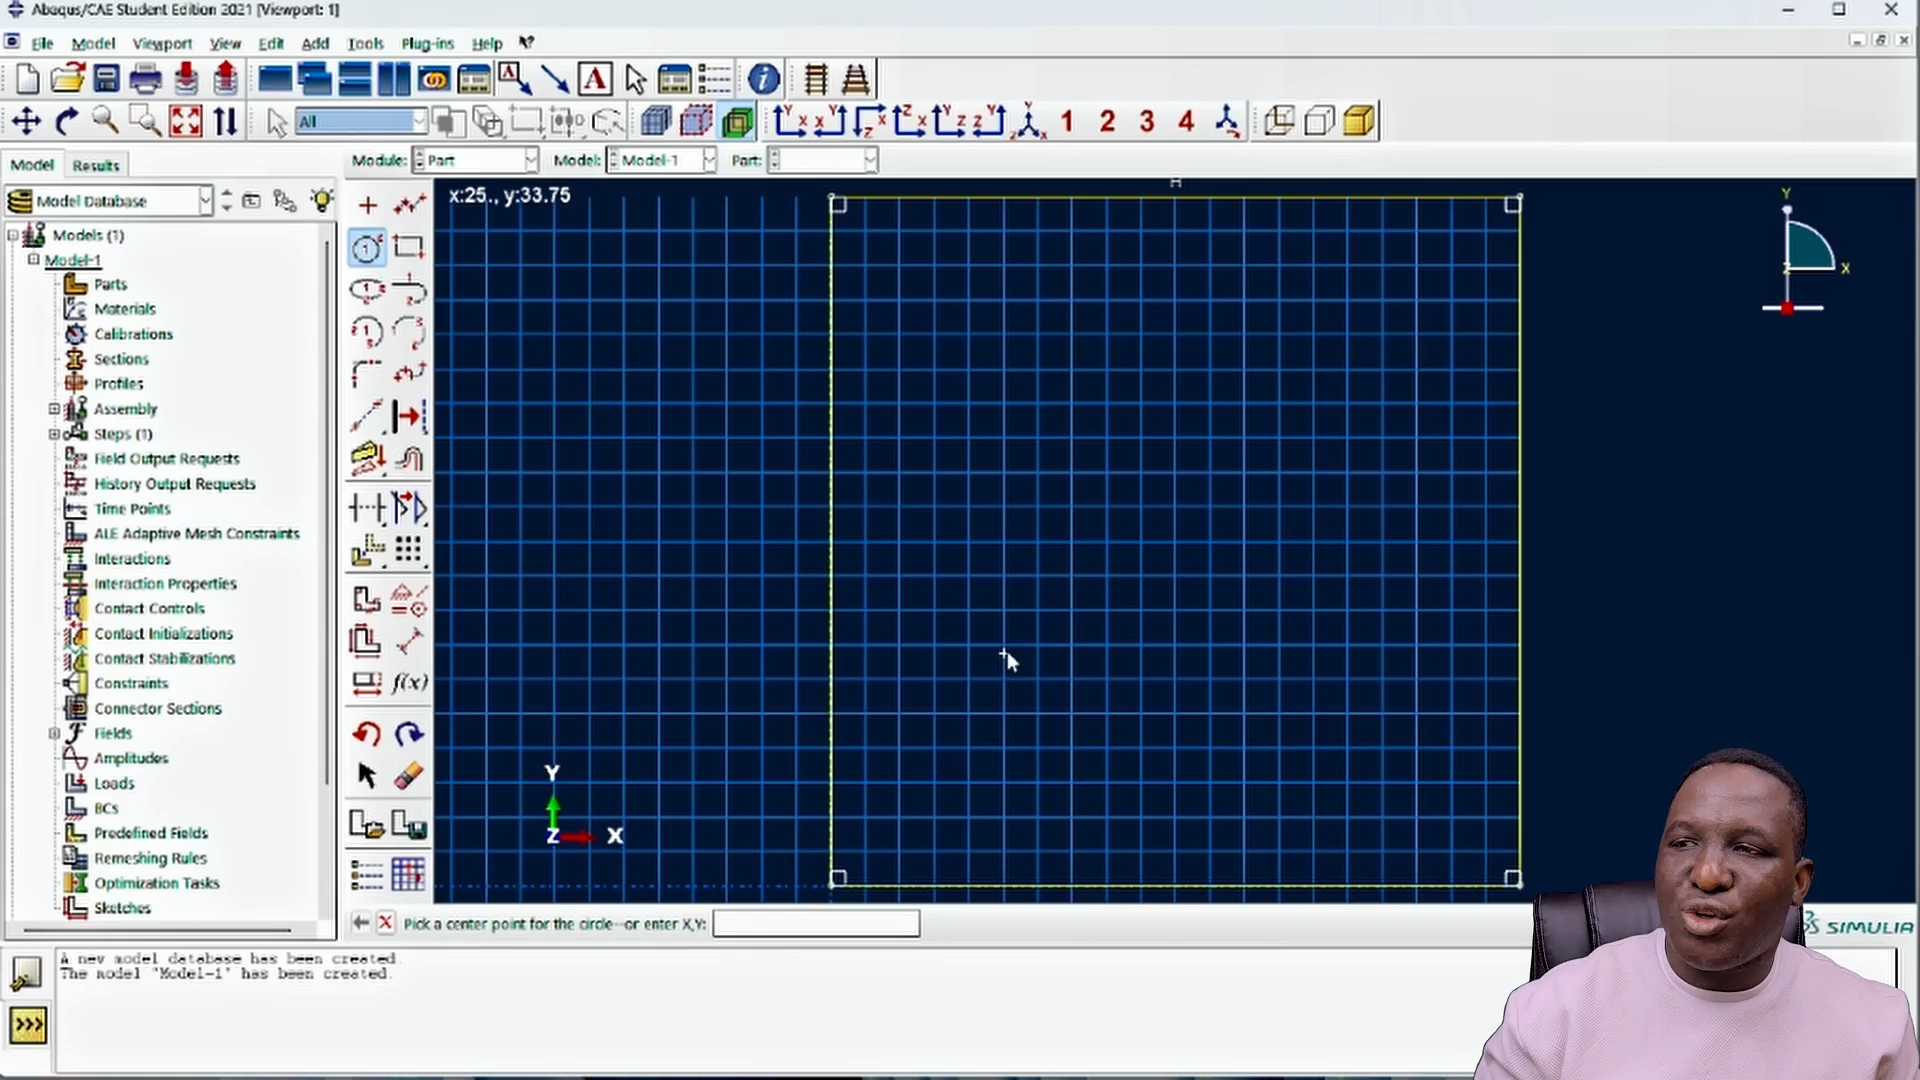 Abaqus/CAE Student Edition 2021 [Viewport: 1]
File Model Viewport View Edit Add Tools Plug-ins Help
All
1 2 3 4
Model Results
Module: Part Model: Model-1 Part:
Model Database
x:25., y:33.75
H
Y
X
Z
Models (1)
Model-1
Parts
Materials
Calibrations
Sections
Profiles
Assembly
Steps (1)
Field Output Requests
History Output Requests
Time Points
ALE Adaptive Mesh Constraints
Interactions
Interaction Properties
Contact Controls
Contact Initializations
Contact Stabilizations
Constraints
Connector Sections
Fields
Amplitudes
Loads
BCs
Predefined Fields
Remeshing Rules
Optimization Tasks
Sketches
f(x)
Y
Z X
Pick a center point for the circle--or enter X,Y:
SIMULIA
A new model database has been created.
The model "Model-1" has been created.